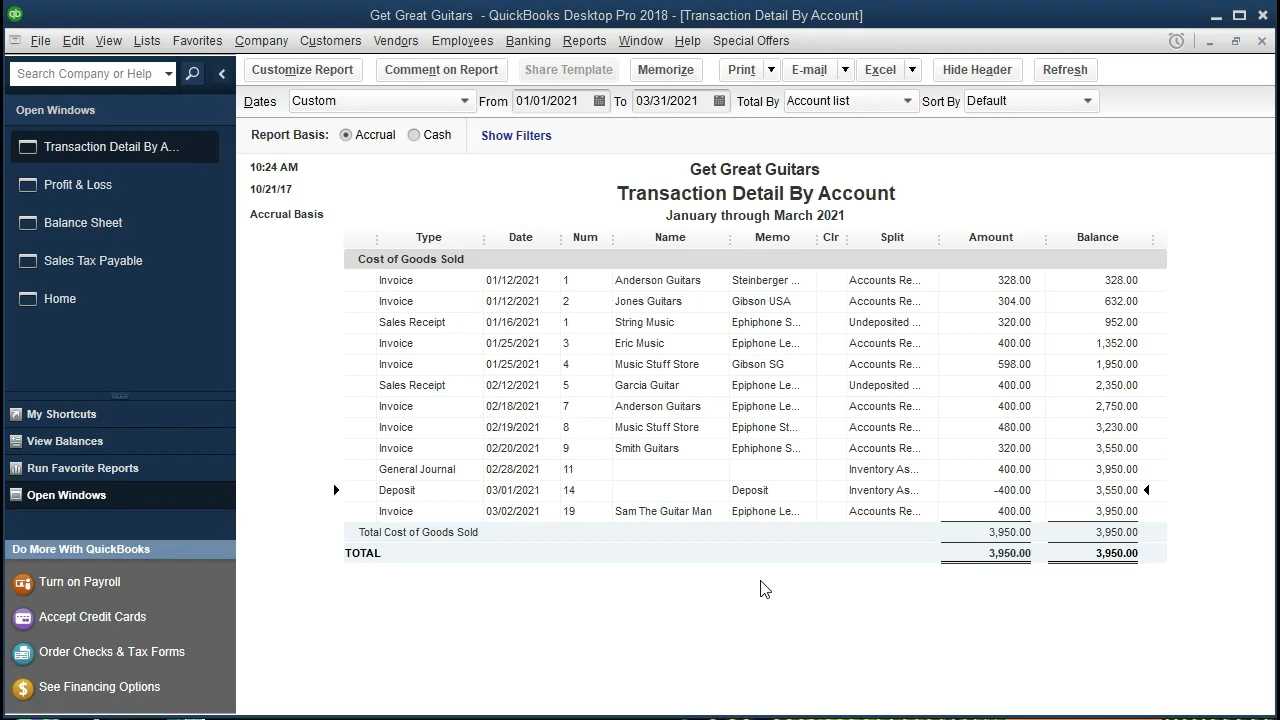 Get Great Guitars - QuickBooks Desktop Pro 2018 - [Transaction Detail By Account]
File Edit View Lists Favorites Company Customers Vendors Employees Banking Reports Window Help Special Offers
Search Company or Help
Customize Report Comment on Report Share Template Memorize Print E-mail Excel Hide Header Refresh
Dates Custom From 01/01/2021 To 03/31/2021 Total By Account list Sort By Default
Report Basis: Accrual Cash Show Filters
Open Windows
Transaction Detail By A...
Profit & Loss
Balance Sheet
Sales Tax Payable
Home
My Shortcuts
View Balances
Run Favorite Reports
Open Windows
Do More With QuickBooks
Turn on Payroll
Accept Credit Cards
Order Checks & Tax Forms
See Financing Options
10:24 AM
10/21/17
Accrual Basis
Get Great Guitars
Transaction Detail By Account
January through March 2021
Type Date Num Name Memo Clr Split Amount Balance
Cost of Goods Sold
Invoice 01/12/2021 1 Anderson Guitars Steinberger ... Accounts Re... 328.00 328.00
Invoice 01/12/2021 2 Jones Guitars Gibson USA Accounts Re... 304.00 632.00
Sales Receipt 01/16/2021 1 String Music Ephiphone S... Undeposited ... 320.00 952.00
Invoice 01/25/2021 3 Eric Music Epiphone Le... Accounts Re... 400.00 1,352.00
Invoice 01/25/2021 4 Music Stuff Store Gibson SG Accounts Re... 598.00 1,950.00
Sales Receipt 02/12/2021 5 Garcia Guitar Epiphone Le... Undeposited ... 400.00 2,350.00
Invoice 02/18/2021 7 Anderson Guitars Epiphone Le... Accounts Re... 400.00 2,750.00
Invoice 02/19/2021 8 Music Stuff Store Epiphone St... Accounts Re... 480.00 3,230.00
Invoice 02/20/2021 9 Smith Guitars Ephiphone S... Accounts Re... 320.00 3,550.00
General Journal 02/28/2021 11 Inventory As... 400.00 3,950.00
Deposit 03/01/2021 14 Deposit Inventory As... -400.00 3,550.00
Invoice 03/02/2021 19 Sam The Guitar Man Epiphone Le... Accounts Re... 400.00 3,950.00
Total Cost of Goods Sold 3,950.00 3,950.00
TOTAL 3,950.00 3,950.00